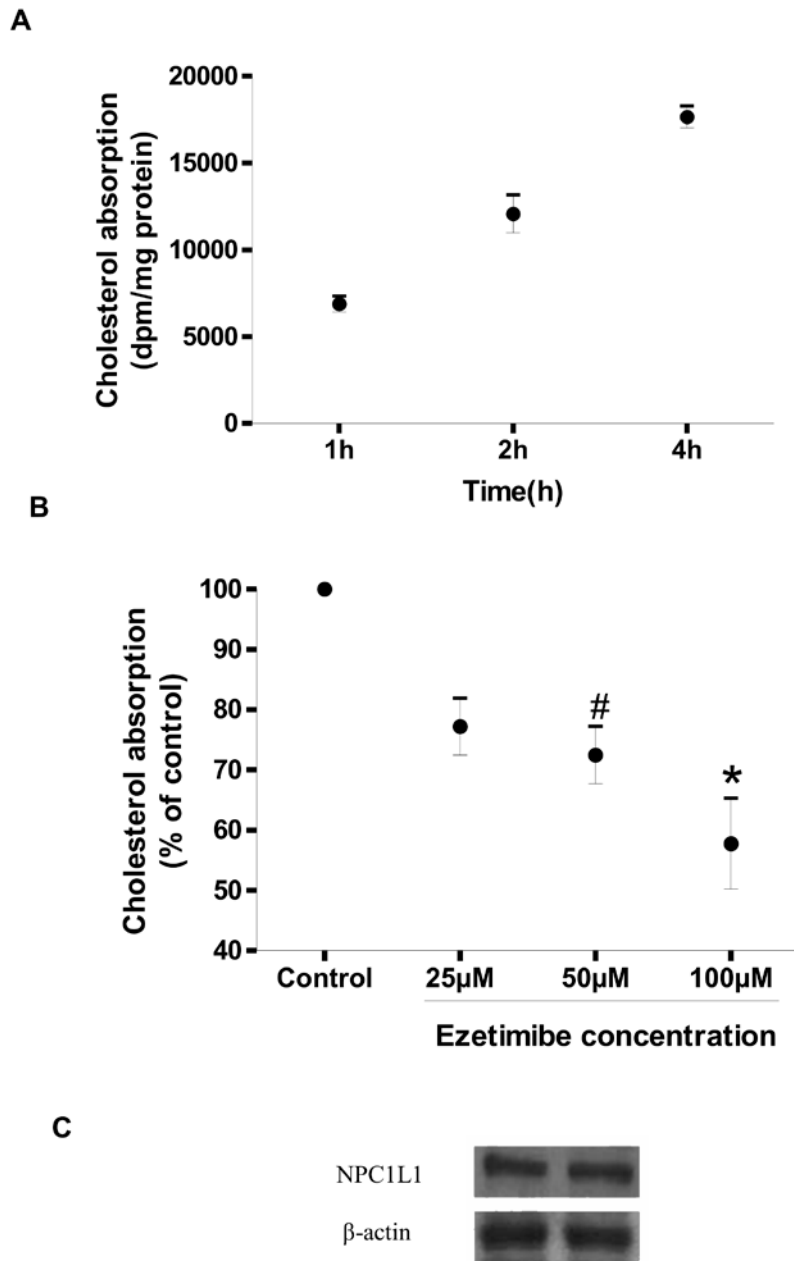 A
Cholesterol absorption
(dpm/mg protein)
20000
15000
10000
5000
0
1h 2h 4h
Time(h)
B
Cholesterol absorption
(% of control)
100
90
80
70
60
50
40
#
*
Control 25μM 50μM 100μM
Ezetimibe concentration
C
NPC1L1
β-actin